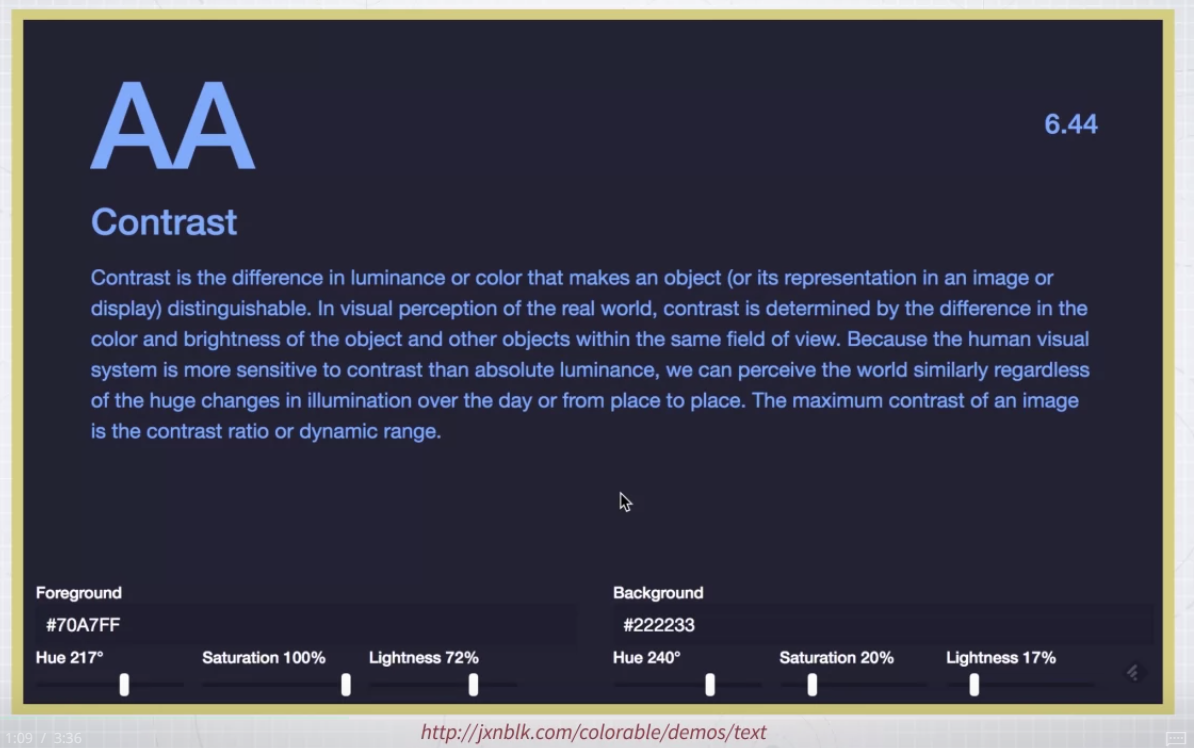 AA
6.44
Contrast
Contrast is the difference in luminance or color that makes an object (or its representation in an image or
display) distinguishable. In visual perception of the real world, contrast is determined by the difference in the
color and brightness of the object and other objects within the same field of view. Because the human visual
system is more sensitive to contrast than absolute luminance, we can perceive the world similarly regardless
of the huge changes in illumination over the day or from place to place. The maximum contrast of an image
is the contrast ratio or dynamic range.
Foreground
#70A7FF
Hue 217° Saturation 100% Lightness 72%
Background
#222233
Hue 240° Saturation 20% Lightness 17%
http://jxnblk.com/colorable/demos/text
1:09 / 3:36